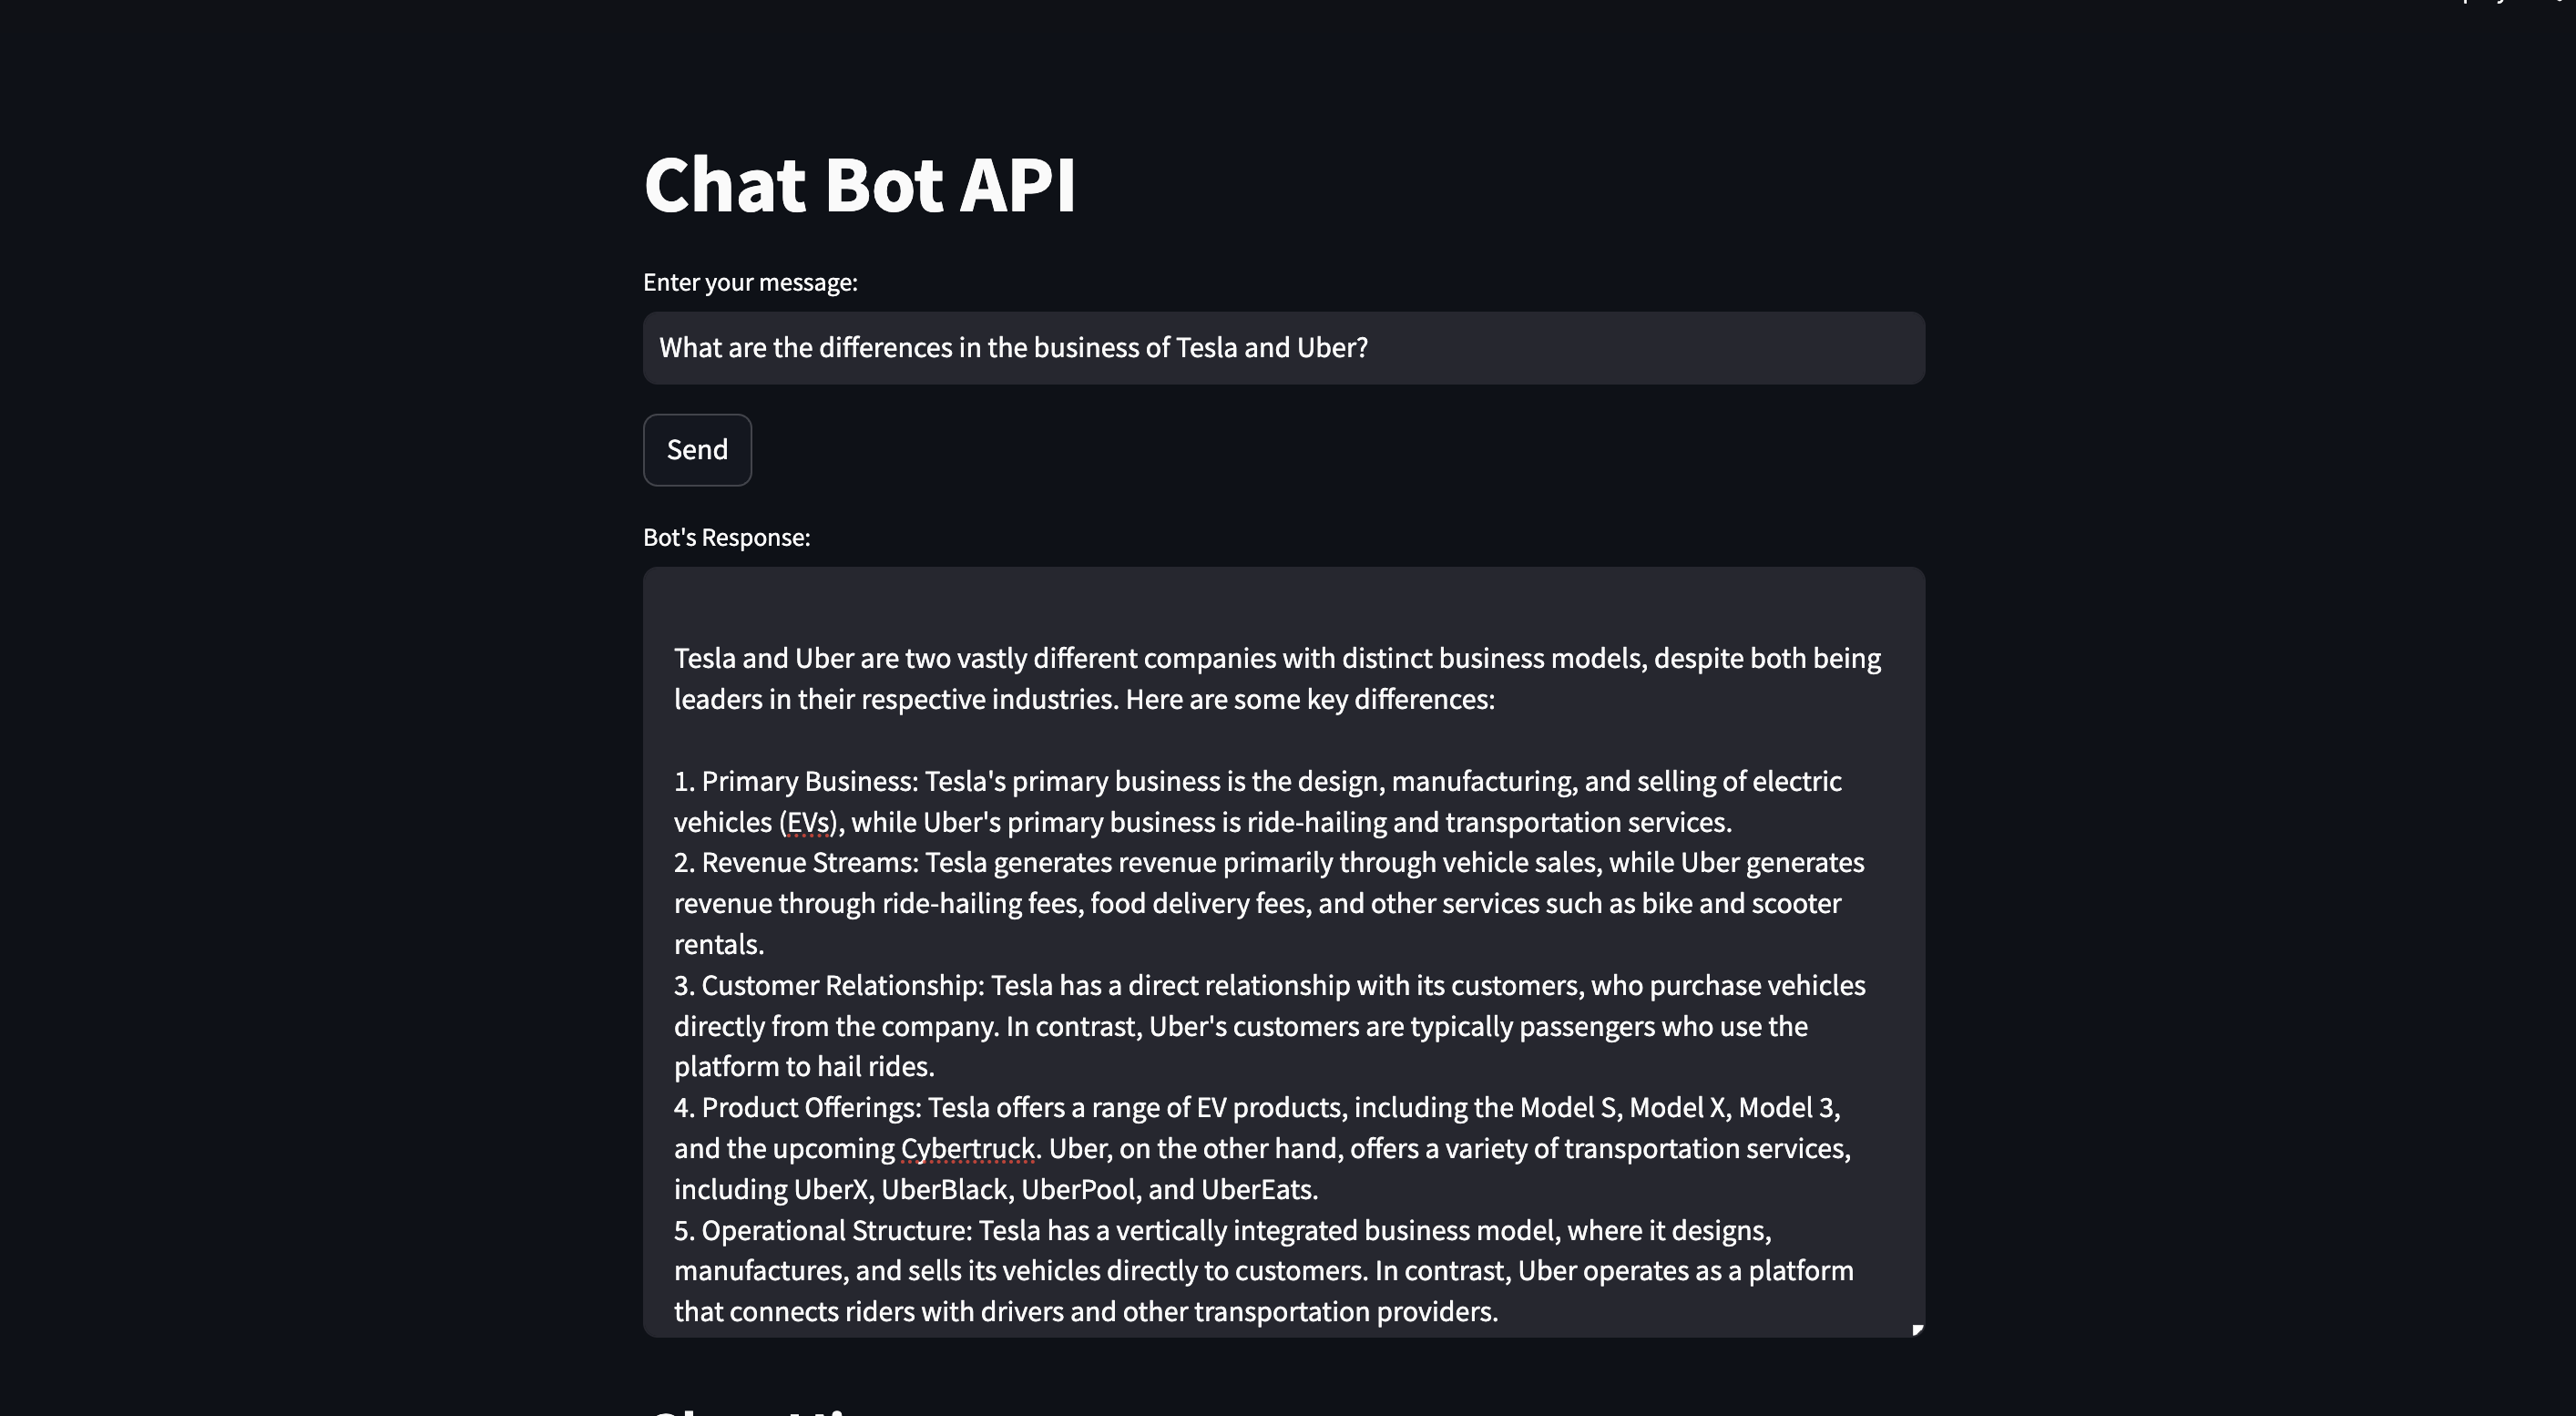 Chat Bot API
Enter your message:
What are the differences in the business of Tesla and Uber?
Send
Bot's Response:
Tesla and Uber are two vastly different companies with distinct business models, despite both being
leaders in their respective industries. Here are some key differences:
1. Primary Business: Tesla's primary business is the design, manufacturing, and selling of electric
vehicles (EVs), while Uber's primary business is ride-hailing and transportation services.
2. Revenue Streams: Tesla generates revenue primarily through vehicle sales, while Uber generates
revenue through ride-hailing fees, food delivery fees, and other services such as bike and scooter
rentals.
3. Customer Relationship: Tesla has a direct relationship with its customers, who purchase vehicles
directly from the company. In contrast, Uber's customers are typically passengers who use the
platform to hail rides.
4. Product Offerings: Tesla offers a range of EV products, including the Model S, Model X, Model 3,
and the upcoming Cybertruck. Uber, on the other hand, offers a variety of transportation services,
including UberX, UberBlack, UberPool, and UberEats.
5. Operational Structure: Tesla has a vertically integrated business model, where it designs,
manufactures, and sells its vehicles directly to customers. In contrast, Uber operates as a platform
that connects riders with drivers and other transportation providers.